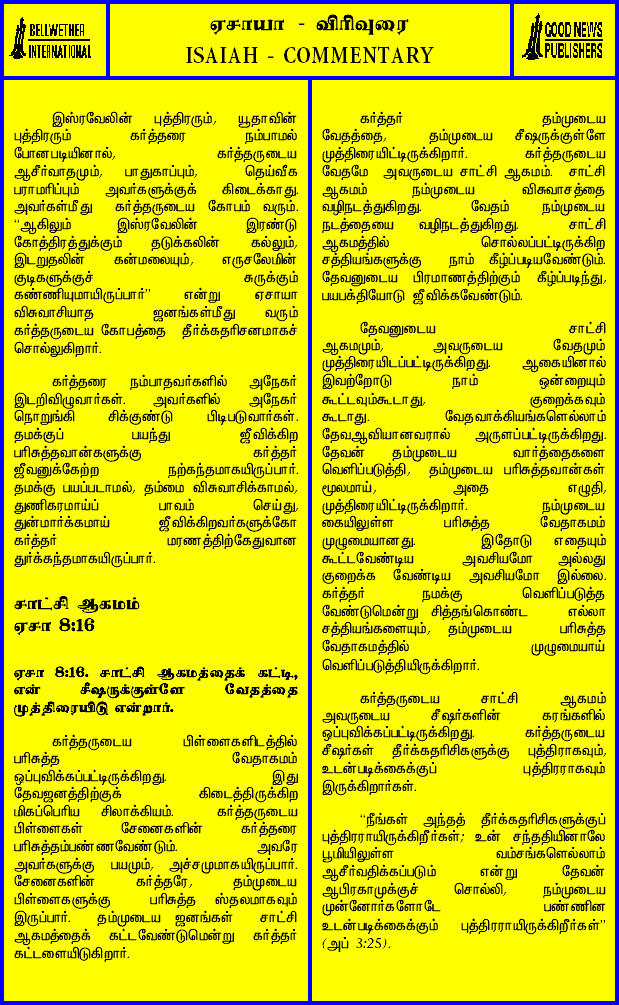 BELLWETHER
INTERNATIONAL
ஏசாயா - விரிவுரை
ISAIAH - COMMENTARY
GOOD NEWS
PUBLISHERS
இஸ்ரவேலின் புத்திரரும், யூதாவின்
புத்திரரும் கர்த்தரை நம்பாமல்
போனபடியினால், கர்த்தருடைய
ஆசீர்வாதமும், பாதுகாப்பும், தெய்வீக
பராமரிப்பும் அவர்களுக்குக் கிடைக்காது.
அவர்கள்மீது கர்த்தருடைய கோபம் வரும்.
“ஆகிலும் இஸ்ரவேலின் இரண்டு
கோத்திரத்துக்கும் தடுக்கலின் கல்லும்,
இடறுதலின் கன்மலையும், எருசலேமின்
குடிகளுக்குச் சுருக்கும்
கண்ணியுமாயிருப்பார்” என்று ஏசாயா
விசுவாசியாத ஜனங்கள்மீது வரும்
கர்த்தருடைய கோபத்தை தீர்க்கதரிசனமாகச்
சொல்லுகிறார்.
கர்த்தரை நம்பாதவர்களில் அநேகர்
இடறிவிழுவார்கள். அவர்களில் அநேகர்
நொறுங்கி சிக்குண்டு பிடிபடுவார்கள்.
தமக்குப் பயந்து ஜீவிக்கிற
பரிசுத்தவான்களுக்கு கர்த்தர்
ஜீவனுக்கேற்ற நற்கந்தமாகயிருப்பார்.
தமக்கு பயப்படாமல், தம்மை விசுவாசிக்காமல்,
துணிகரமாய்ப் பாவம் செய்து,
துன்மார்க்கமாய் ஜீவிக்கிறவர்களுக்கோ
கர்த்தர் மரணத்திற்கேதுவான
துர்க்கந்தமாகயிருப்பார்.
சாட்சி ஆகமம்
ஏசா 8:16
ஏசா 8:16. சாட்சி ஆகமத்தைக் கட்டி,
என் சீஷருக்குள்ளே வேதத்தை
முத்திரையிடு என்றார்.
கர்த்தருடைய பிள்ளைகளிடத்தில்
பரிசுத்த வேதாகமம்
ஒப்புவிக்கப்பட்டிருக்கிறது. இது
தேவஜனத்திற்குக் கிடைத்திருக்கிற
மிகப்பெரிய சிலாக்கியம். கர்த்தருடைய
பிள்ளைகள் சேனைகளின் கர்த்தரை
பரிசுத்தம்பண்ணவேண்டும். அவரே
அவர்களுக்கு பயமும், அச்சமுமாகயிருப்பார்.
சேனைகளின் கர்த்தரே, தம்முடைய
பிள்ளைகளுக்கு பரிசுத்த ஸ்தலமாகவும்
இருப்பார். தம்முடைய ஜனங்கள் சாட்சி
ஆகமத்தைக் கட்டவேண்டுமென்று கர்த்தர்
கட்டளையிடுகிறார்.
கர்த்தர் தம்முடைய
வேதத்தை, தம்முடைய சீஷருக்குள்ளே
முத்திரையிட்டிருக்கிறார். கர்த்தருடைய
வேதமே அவருடைய சாட்சி ஆகமம். சாட்சி
ஆகமம் நம்முடைய விசுவாசத்தை
வழிநடத்துகிறது. வேதம் நம்முடைய
நடத்தையை வழிநடத்துகிறது. சாட்சி
ஆகமத்தில் சொல்லப்பட்டிருக்கிற
சத்தியங்களுக்கு நாம் கீழ்ப்படியவேண்டும்.
தேவனுடைய பிரமாணத்திற்கும் கீழ்படிந்து,
பயபக்தியோடு ஜீவிக்கவேண்டும்.
தேவனுடைய சாட்சி
ஆகமமும், அவருடைய வேதமும்
முத்திரையிடப்பட்டிருக்கிறது. ஆகையினால்
இவற்றோடு நாம் ஒன்றையும்
கூட்டவும்கூடாது, குறைக்கவும்
கூடாது. வேதவாக்கியங்களெல்லாம்
தேவஆவியானவரால் அருளப்பட்டிருக்கிறது.
தேவன் தம்முடைய வார்த்தைகளை
வெளிப்படுத்தி, தம்முடைய பரிசுத்தவான்கள்
மூலமாய், அதை எழுதி,
முத்திரையிட்டிருக்கிறார். நம்முடைய
கையிலுள்ள பரிசுத்த வேதாகமம்
முழுமையானது. இதோடு எதையும்
கூட்டவேண்டிய அவசியமோ அல்லது
குறைக்க வேண்டிய அவசியமோ இல்லை.
கர்த்தர் நமக்கு வெளிப்படுத்த
வேண்டுமென்று சித்தங்கொண்ட எல்லா
சத்தியங்களையும், தம்முடைய பரிசுத்த
வேதாகமத்தில் முழுமையாய்
வெளிப்படுத்தியிருக்கிறார்.
கர்த்தருடைய சாட்சி ஆகமம்
அவருடைய சீஷர்களின் கரங்களில்
ஒப்புவிக்கப்பட்டிருக்கிறது. கர்த்தருடைய
சீஷர்கள் தீர்க்கதரிசிகளுக்கு புத்திராகவும்,
உடன்படிக்கைக்குப் புத்திரராகவும்
இருக்கிறார்கள்.
“நீங்கள் அந்தத் தீர்க்கதரிசிகளுக்குப்
புத்திரராயிருக்கிறீர்கள்; உன் சந்ததியினாலே
பூமியிலுள்ள வம்சங்களெல்லாம்
ஆசீர்வதிக்கப்படும் என்று தேவன்
ஆபிரகாமுக்குச் சொல்லி, நம்முடைய
முன்னோர்களோடே பண்ணின
உடன்படிக்கைக்கும் புத்திரராயிருக்கிறீர்கள்”
(அப் 3:25).